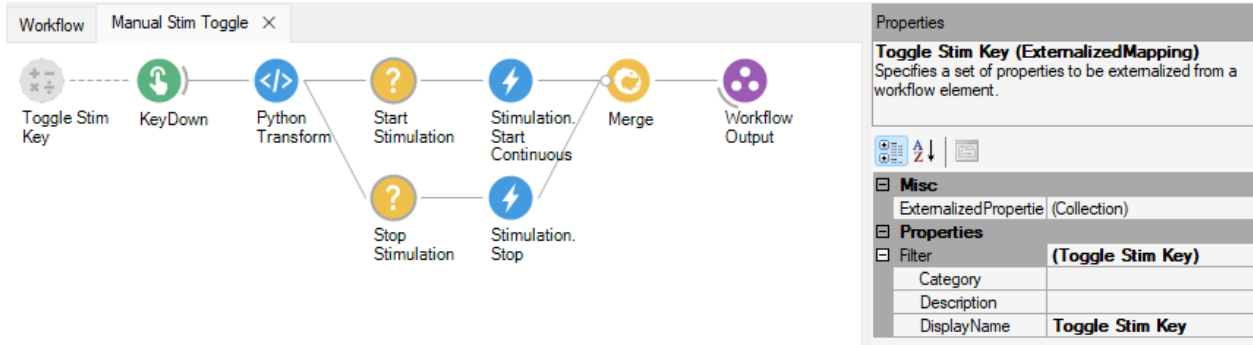 Workflow
Manual Stim Toggle
Toggle Stim
Key
KeyDown
Python
Transform
Start
Stimulation
Stimulation.
Start
Continuous
Merge
Workflow
Output
Stop
Stimulation
Stimulation.
Stop
Properties
Toggle Stim Key (ExternalizedMapping)
Specifies a set of properties to be externalized from a
workflow element.
Misc
ExternalizedPropertie (Collection)
Properties
Filter (Toggle Stim Key)
Category
Description
DisplayName Toggle Stim Key